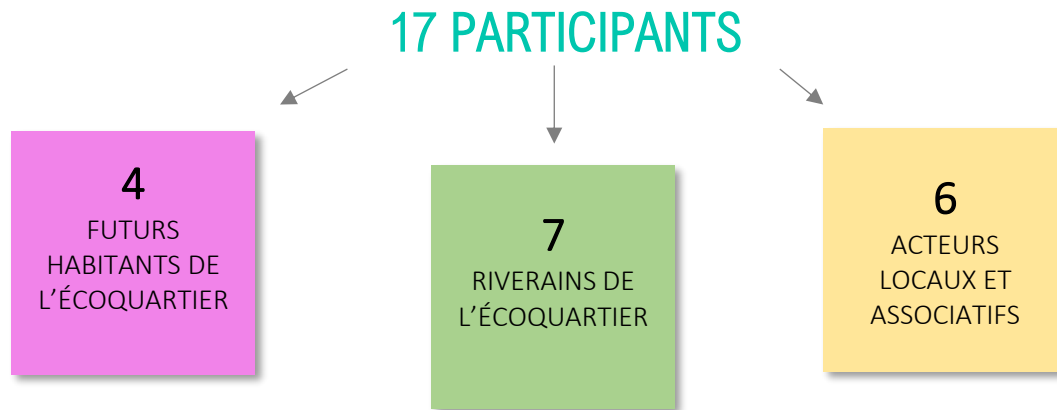 17 PARTICIPANTS
4
FUTURS
HABITANTS DE
L’ÉCOQUARTIER
7
RIVERAINS DE
L’ÉCOQUARTIER
6
ACTEURS
LOCAUX ET
ASSOCIATIFS